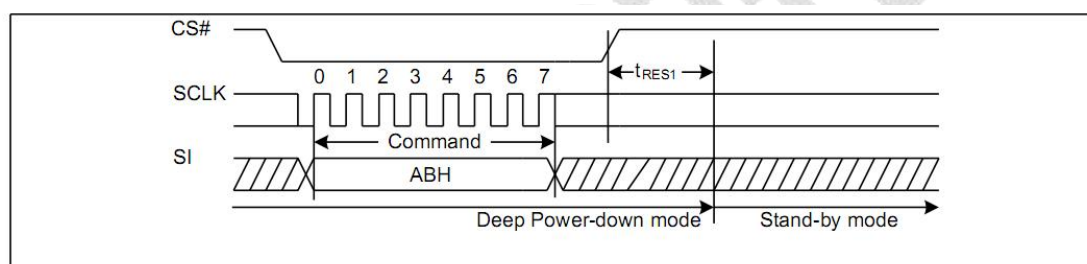 CS#
tRES1
0 1 2 3 4 5 6 7
SCLK
Command
SI
ABH
Deep Power-down mode Stand-by mode